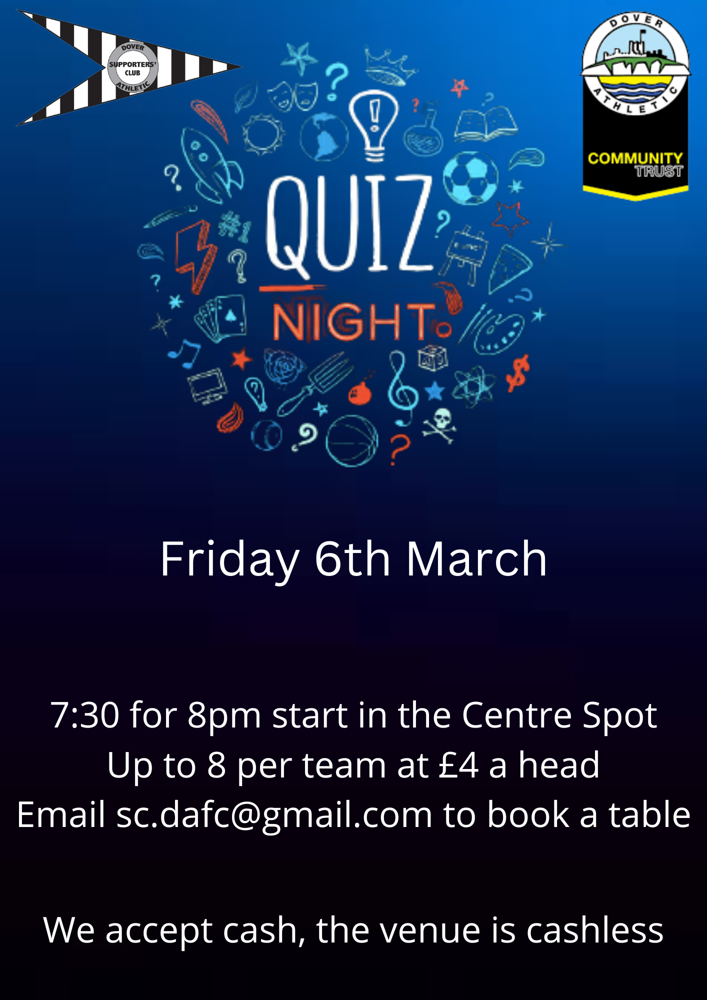 DOVER
SUPPORTERS'
CLUB
ATHLETIC
DOVER
ATHLETIC
COMMUNITY
TRUST
QUIZ
#1
NIGHT
Friday 6th March
7:30 for 8pm start in the Centre Spot
Up to 8 per team at £4 a head
Email sc.dafc@gmail.com to book a table
We accept cash, the venue is cashless